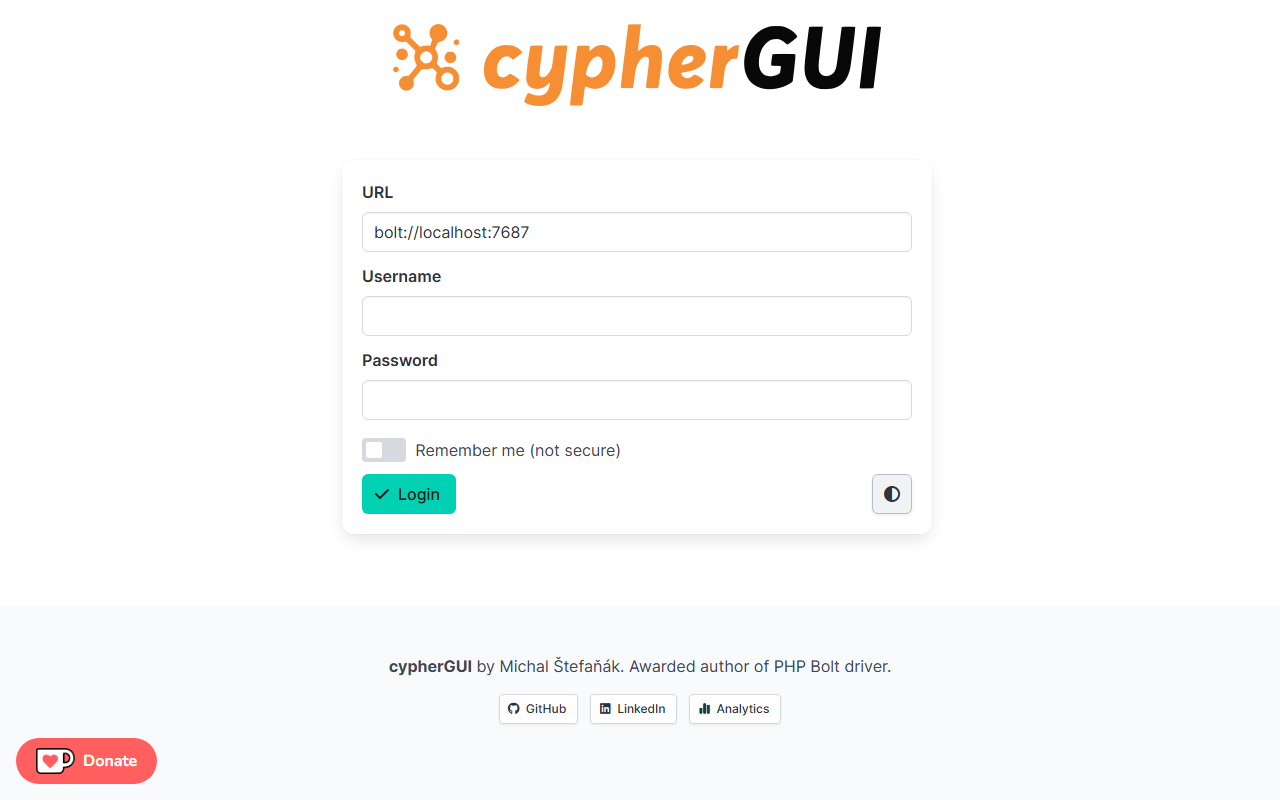 cypherGUI
URL
bolt://localhost:7687
Username
Password
Remember me (not secure)
Login
cypherGUI by Michal Štefaňák. Awarded author of PHP Bolt driver.
GitHub
LinkedIn
Analytics
Donate